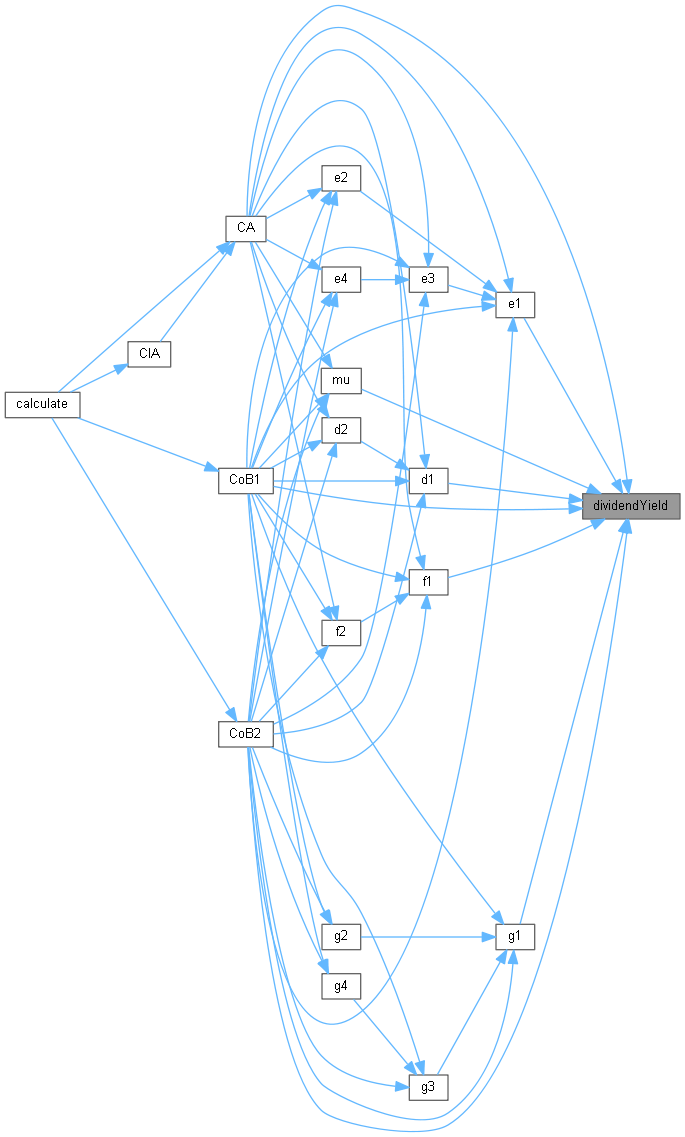 e2
CA
e4
e3
e1
CIA
mu
calculate
d2
CoB1
d1
dividendYield
f1
f2
CoB2
g2
g1
g4
g3